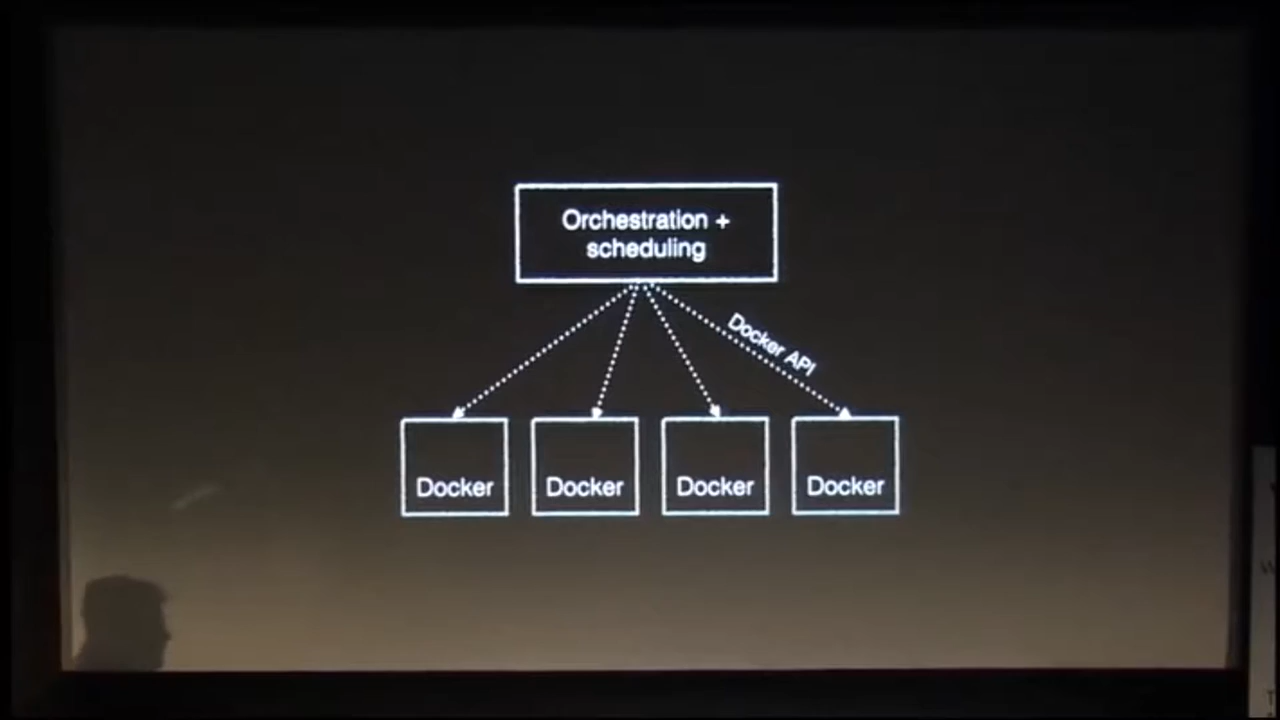 Orchestration +
scheduling
Docker API
Docker
Docker
Docker
Docker